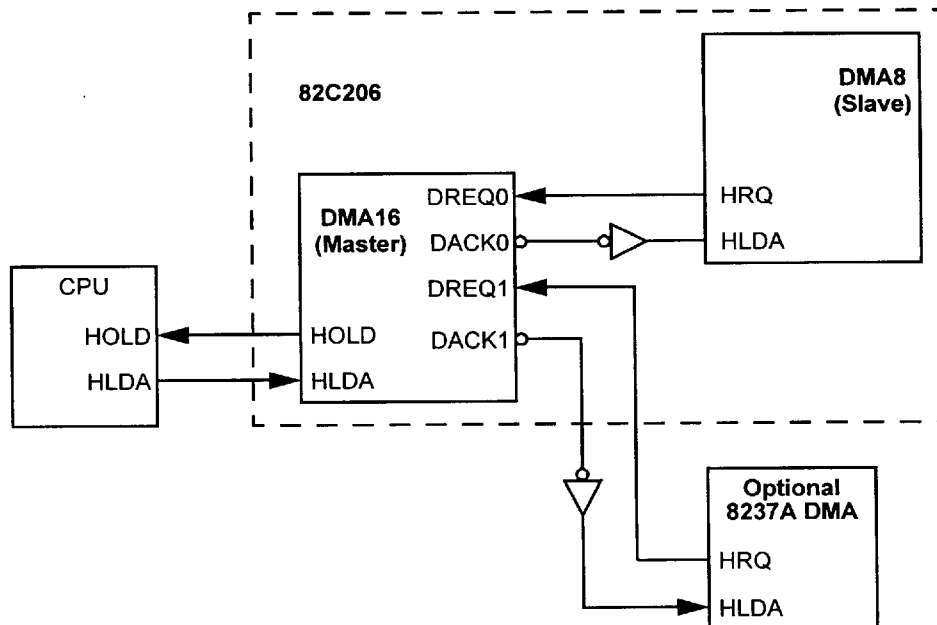 82C206
DMA8
(Slave)
HRQ
HLDA
DMA16
(Master)
DREQ0
DACK0
DREQ1
DACK1
HOLD
HLDA
CPU
HOLD
HLDA
Optional
8237A DMA
HRQ
HLDA